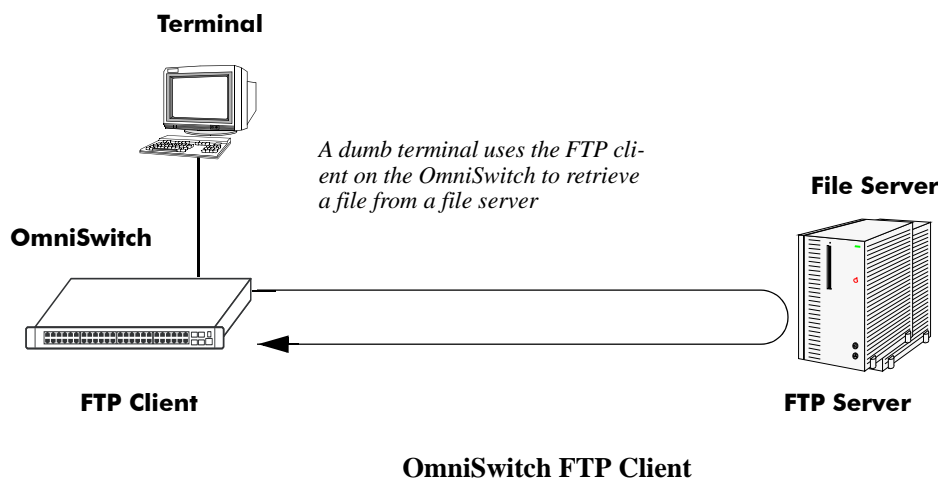 Terminal
A dumb terminal uses the FTP cli-
ent on the OmniSwitch to retrieve
a file from a file server
File Server
OmniSwitch
FTP Client
FTP Server
OmniSwitch FTP Client